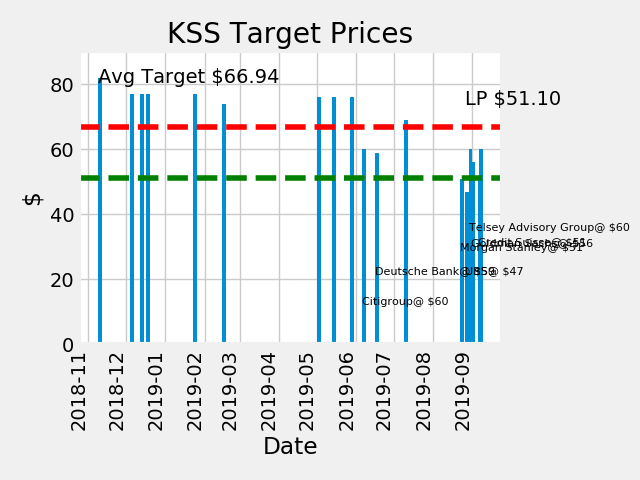 KSS Target Prices
Avg Target $66.94
LP $51.10
80
60
40
20
0
$
Telsey Advisory Group@ $60
Morgan Stanley@ $51
Deutsche Bank@ $59
@ $47
Citigroup@ $60
2018-11
2018-12
2019-01
2019-02
2019-03
2019-04
2019-05
2019-06
2019-07
2019-08
2019-09
Date